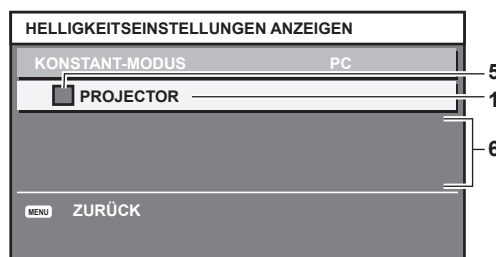 HELLIGKEITSEINSTELLUNGEN ANZEIGEN
KONSTANT-MODUS PC
5
PROJECTOR
1
6
MENU ZURÜCK